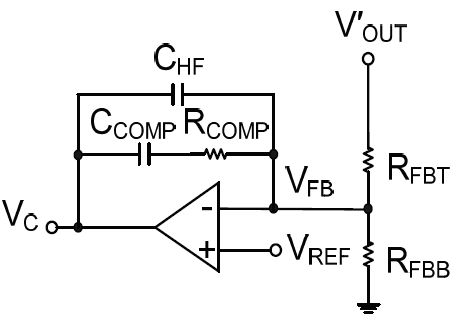 V'OUT
CHF
CCOMP RCOMP
RFBT
VFB
VC
-
+
VREF
RFBB